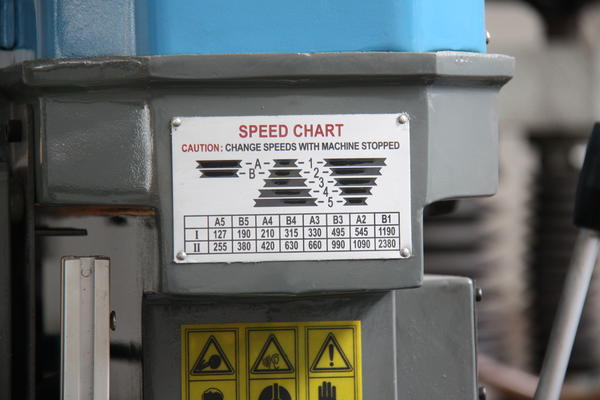 SPEED CHART
CAUTION: CHANGE SPEEDS WITH MACHINE STOPPED
A 1
B 2
3
4
5
A5 B5 A4 B4 A3 B3 A2 B1
I 127 190 210 315 330 495 545 1190
II 255 380 420 630 660 990 1090 2380